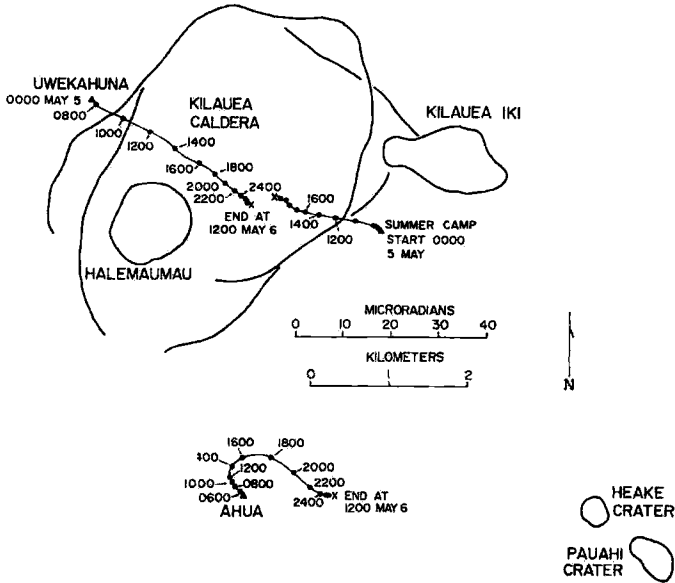 UWEKAHUNA
0000 MAY 5
0800
1000
1200
1400
1600
1800
2000
2200
2400
END AT
1200 MAY 6
KILAUEA
CALDERA
KILAUEA IKI
1600
1400
1200
SUMMER CAMP
START 0000
5 MAY
HALEMAUMAU
MICRORADIANS
0 10 20 30 40
KILOMETERS
0 1 2
N
1600
1800
400
1200
2000
1000
0800
2200
0600
2400
END AT
1200 MAY 6
AHUA
HEAKE
CRATER
PAUAHI
CRATER